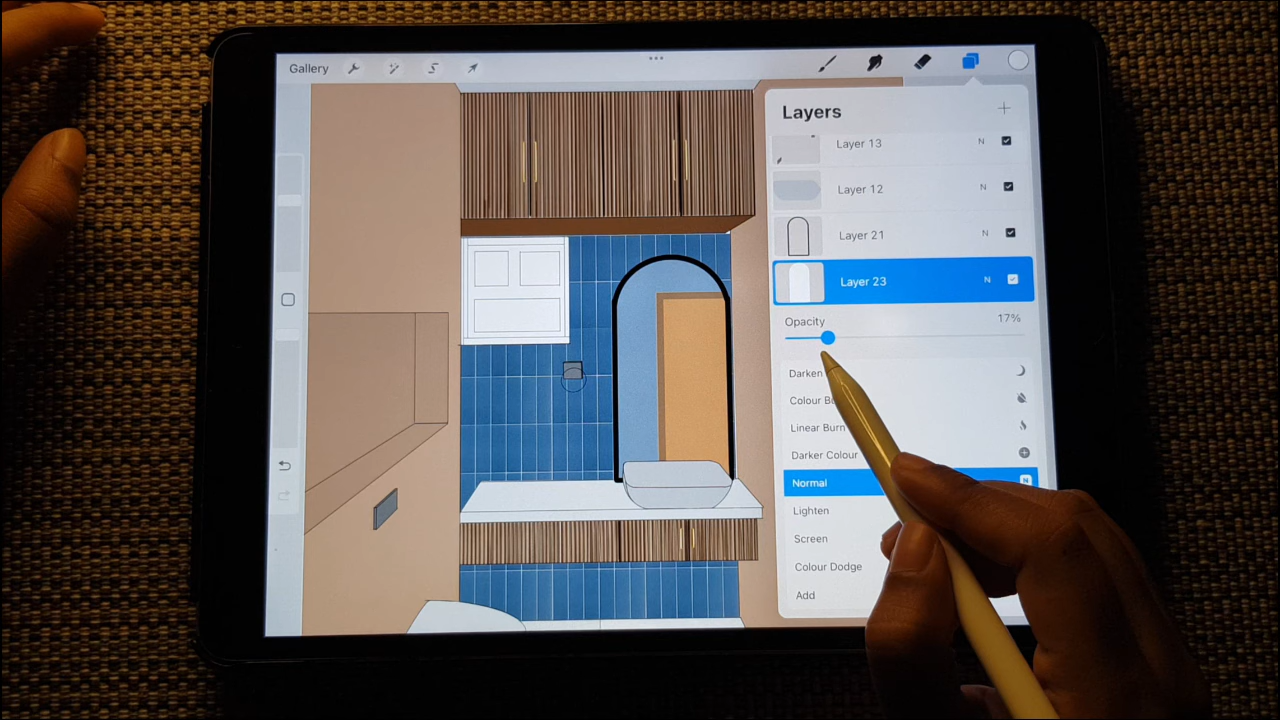 Gallery
Layers
Layer 13 N
Layer 12 N
Layer 21 N
Layer 23 N
Opacity 17%
Darken
Colour
Linear Burn
Darker Colour
Normal N
Lighten
Screen
Colour Dodge
Add